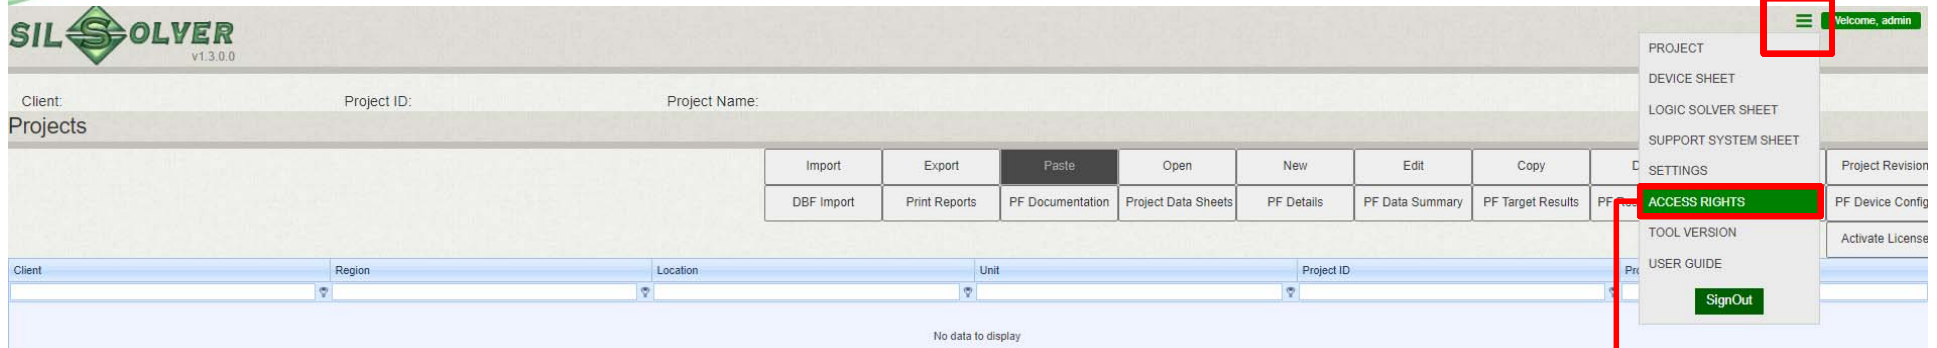 SIL SOLVER
v1.3.0.0
Welcome, admin
PROJECT
DEVICE SHEET
LOGIC SOLVER SHEET
SUPPORT SYSTEM SHEET
SETTINGS
ACCESS RIGHTS
TOOL VERSION
USER GUIDE
SignOut
Client: Project ID: Project Name:
Projects
Import Export Paste Open New Edit Copy Project Revision
DBF Import Print Reports PF Documentation Project Data Sheets PF Details PF Data Summary PF Target Results PF PF Device Config
Activate License
Client Region Location Unit Project ID
No data to display